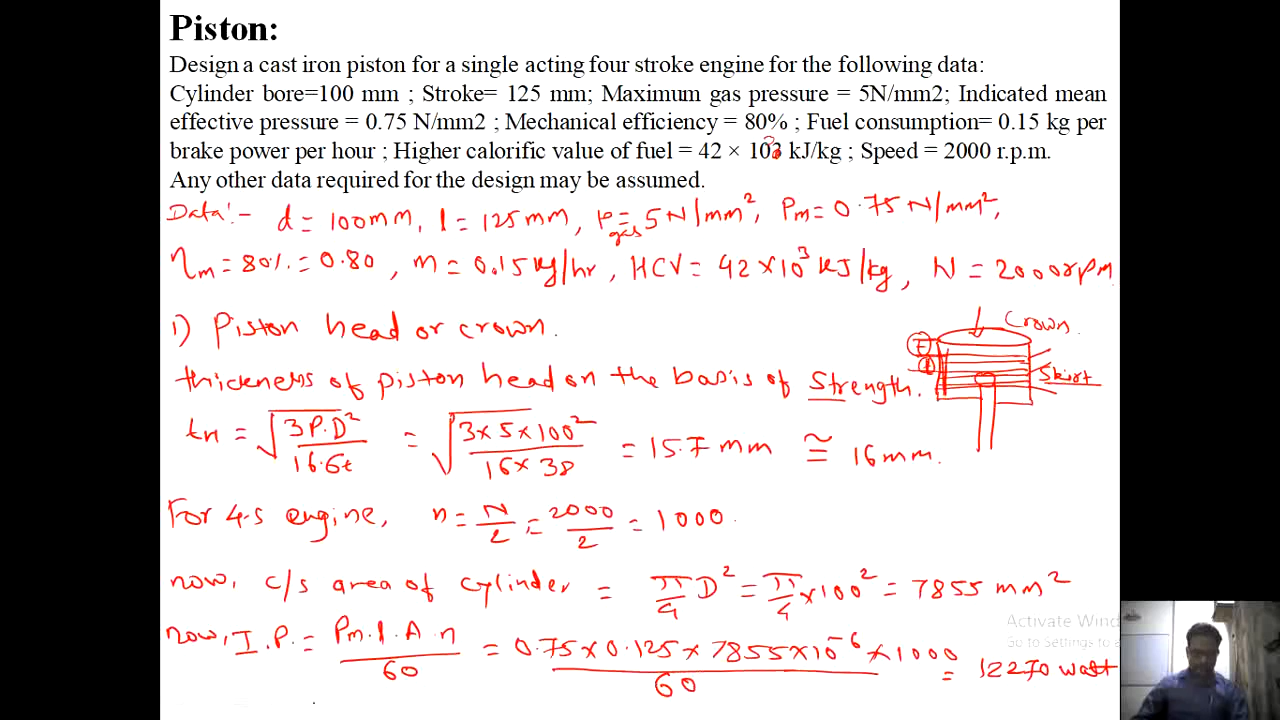 Piston:
Design a cast iron piston for a single acting four stroke engine for the following data:
Cylinder bore=100 mm ; Stroke= 125 mm; Maximum gas pressure = 5N/mm2; Indicated mean
effective pressure = 0.75 N/mm2 ; Mechanical efficiency = 80% ; Fuel consumption= 0.15 kg per
brake power per hour ; Higher calorific value of fuel = 42 × 103 kJ/kg ; Speed = 2000 r.p.m.
Any other data required for the design may be assumed.
Data:- d = 100mm, l = 125mm, p gas = 5 N/mm², Pm = 0.75 N/mm²,
ηm = 80% = 0.80 , m = 0.15 kg/hr , HCV = 42×10³ KJ/kg , N = 2000rpm
1) Piston head or crown.
Crown.
thickness of piston head on the basis of Strength.
Skirt
tH = √(3P.D²/16.6t) = √(3×5×100²/16×38) = 15.7 mm ≅ 16mm.
For 4-s engine, n = N/2 = 2000/2 = 1000.
now, c/s area of cylinder = π/4 D² = π/4 ×100² = 7855 mm²
now, I.P. = Pm.l.A.n/60 = 0.75×0.125×7855×10⁻⁶×1000/60 = 12270 watt
Activate Wind
Go to Settings to a